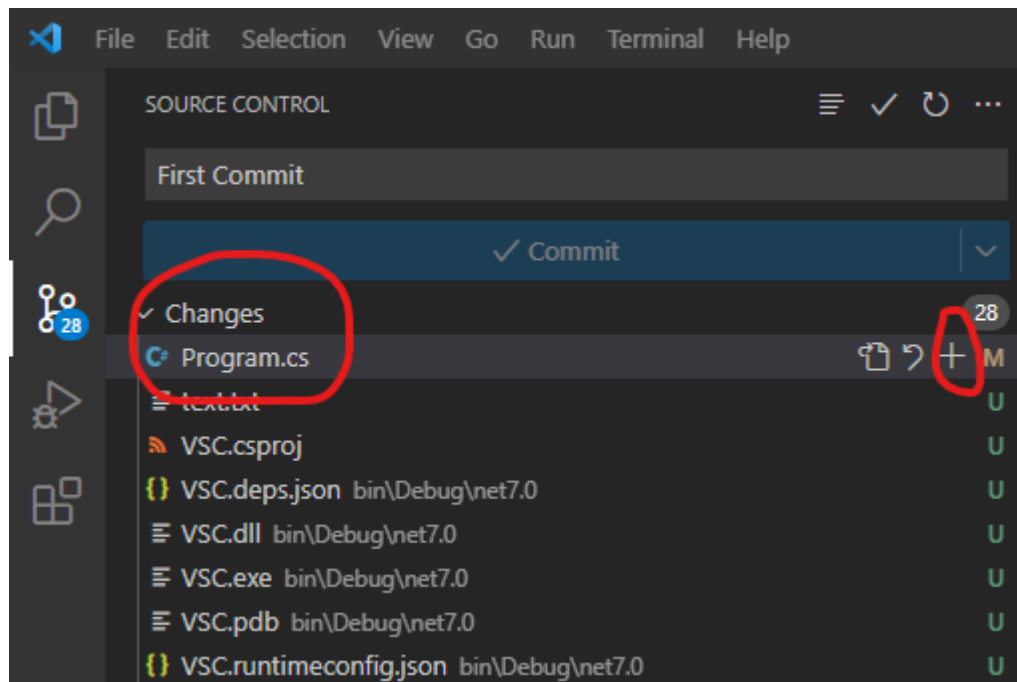 File Edit Selection View Go Run Terminal Help
SOURCE CONTROL
First Commit
Commit
Changes 28
28
C# Program.cs M
text.txt U
VSC.csproj U
{} VSC.deps.json bin\Debug\net7.0 U
VSC.dll bin\Debug\net7.0 U
VSC.exe bin\Debug\net7.0 U
VSC.pdb bin\Debug\net7.0 U
{} VSC.runtimeconfig.json bin\Debug\net7.0 U